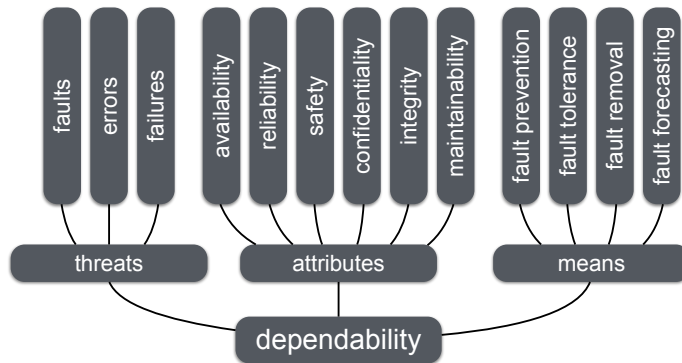 faults
errors
failures
availability
reliability
safety
confidentiality
integrity
maintainability
fault prevention
fault tolerance
fault removal
fault forecasting
threats
attributes
means
dependability